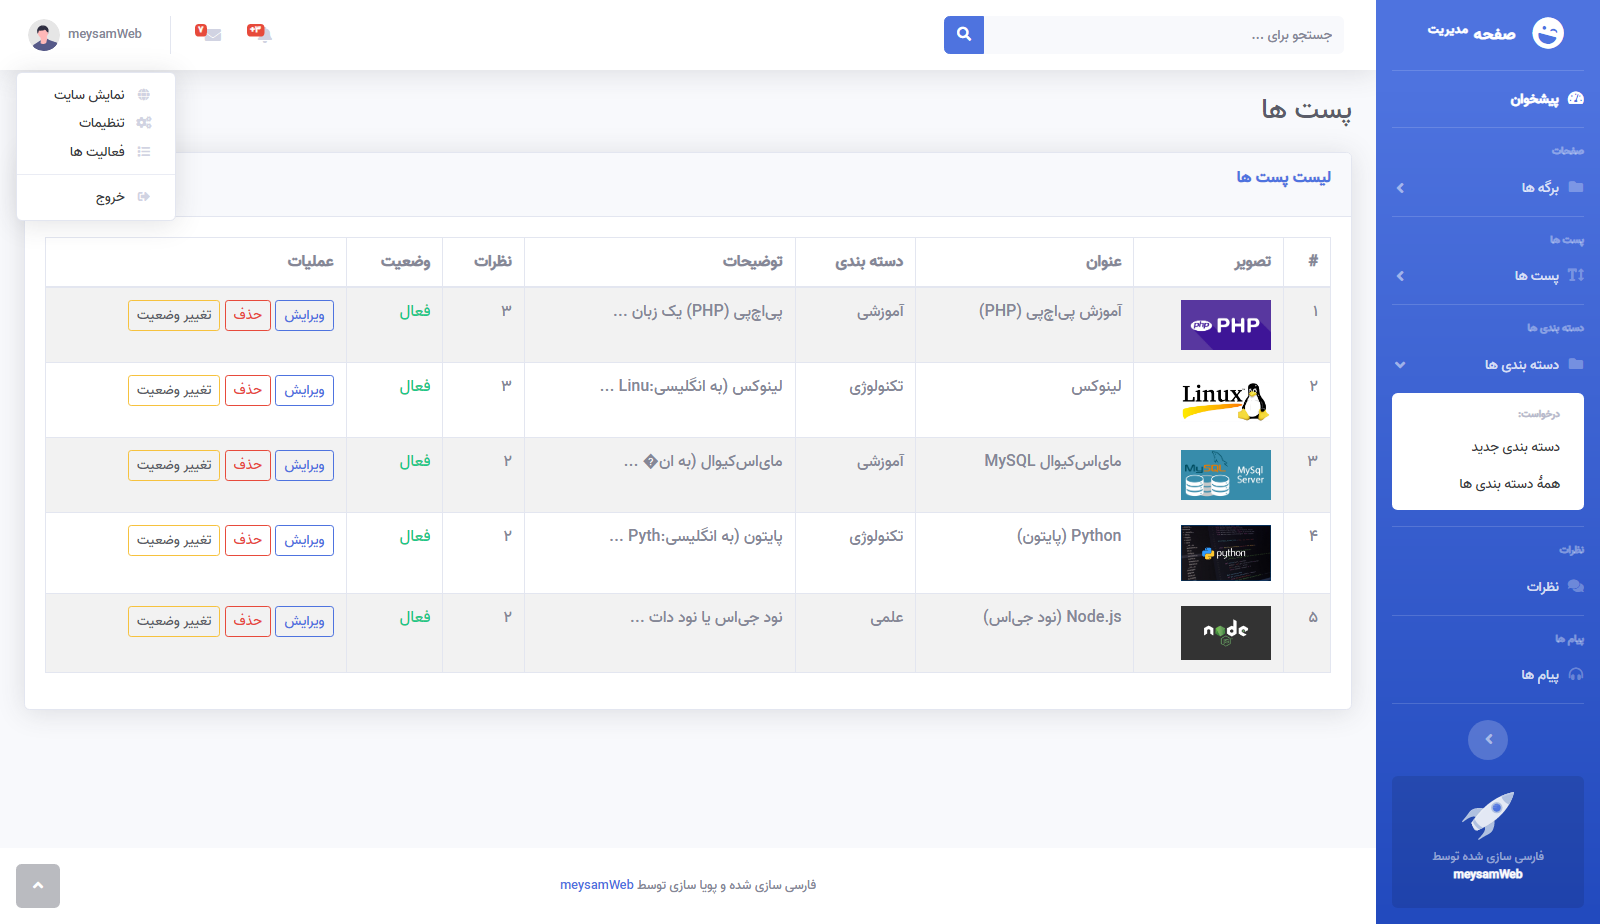 صفحه مدیریت
پیشخوان
صفحات
برگه ها
پست ها
پست ها
دسته بندی ها
دسته بندی ها
درخواست:
دسته بندی جدید
همهٔ دسته بندی ها
نظرات
نظرات
پیام ها
پیام ها
فارسی سازی شده توسط
meysamWeb
جستجو برای ...
۳+
۷
meysamWeb
نمایش سایت
تنظیمات
فعالیت ها
خروج
پست ها
لیست پست ها
# تصویر عنوان دسته بندی توضیحات نظرات وضعیت عملیات
۱ php PHP آموزش پی‌اچ‌پی (PHP) آموزشی پی‌اچ‌پی (PHP) یک زبان ... ۳ فعال ویرایش حذف تغییر وضعیت
۲ Linux لینوکس تکنولوژی لینوکس (به انگلیسی:Linu ... ۳ فعال ویرایش حذف تغییر وضعیت
۳ MySQL MySql Server مای‌اس‌کیوال MySQL آموزشی مای‌اس‌کیوال (به ان� ... ۲ فعال ویرایش حذف تغییر وضعیت
۴ python Python (پایتون) تکنولوژی پایتون (به انگلیسی:Pyth ... ۲ فعال ویرایش حذف تغییر وضعیت
۵ node Node.js (نود جی‌اس) علمی نود جی‌اس یا نود دات ... ۲ فعال ویرایش حذف تغییر وضعیت
فارسی سازی شده و پویا سازی توسط meysamWeb